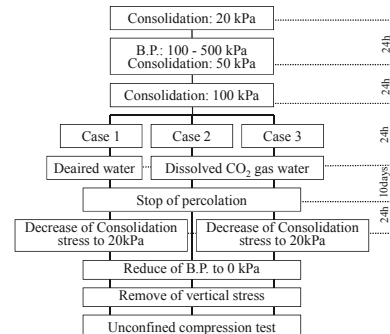 Consolidation: 20 kPa
24h
B.P.: 100 - 500 kPa
Consolidation: 50 kPa
24h
Consolidation: 100 kPa
24h
Case 1
Case 2
Case 3
Deaired water
Dissolved CO2 gas water
10days
Stop of percolation
24h
Decrease of Consolidation
stress to 20kPa
Decrease of Consolidation
stress to 20kPa
Reduce of B.P. to 0 kPa
Remove of vertical stress
Unconfined compression test